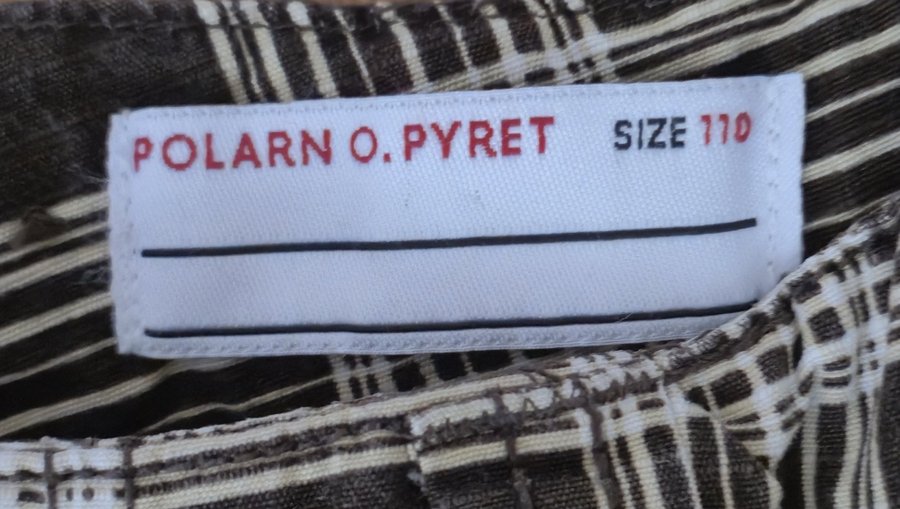 POLARN O. PYRET SIZE 110